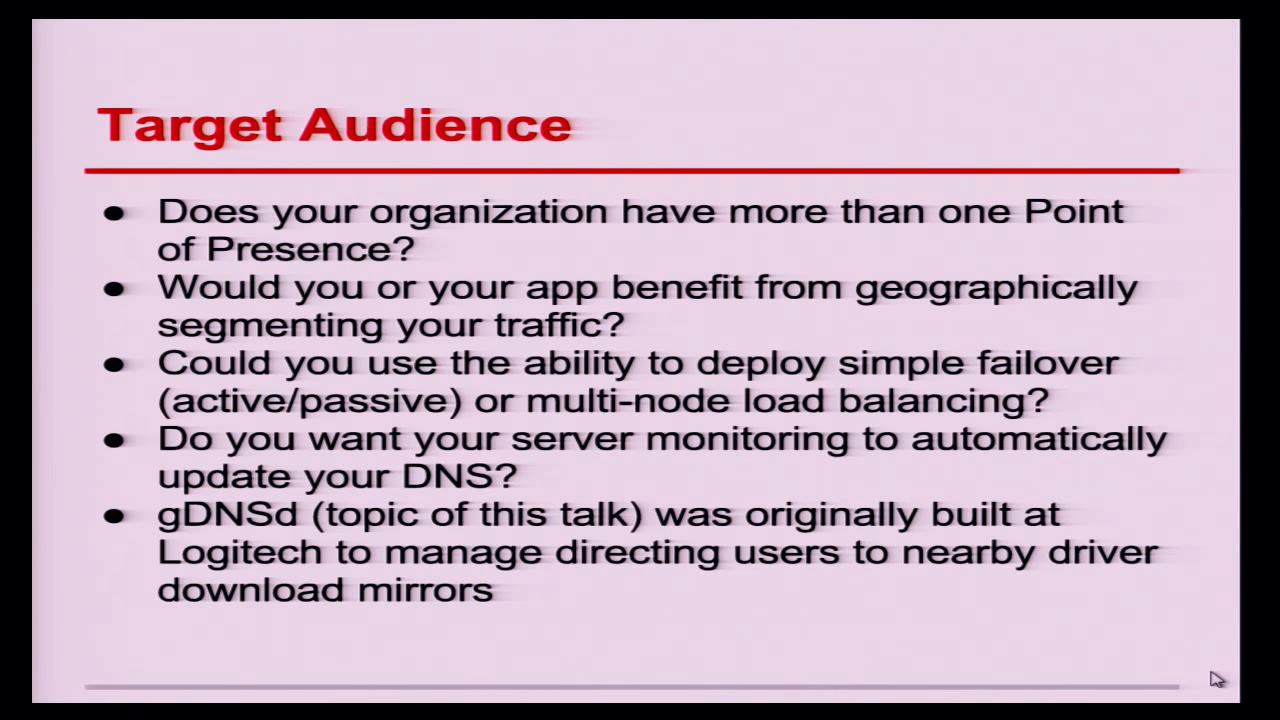 Target Audience
● Does your organization have more than one Point
of Presence?
● Would you or your app benefit from geographically
segmenting your traffic?
● Could you use the ability to deploy simple failover
(active/passive) or multi-node load balancing?
● Do you want your server monitoring to automatically
update your DNS?
● gDNSd (topic of this talk) was originally built at
Logitech to manage directing users to nearby driver
download mirrors